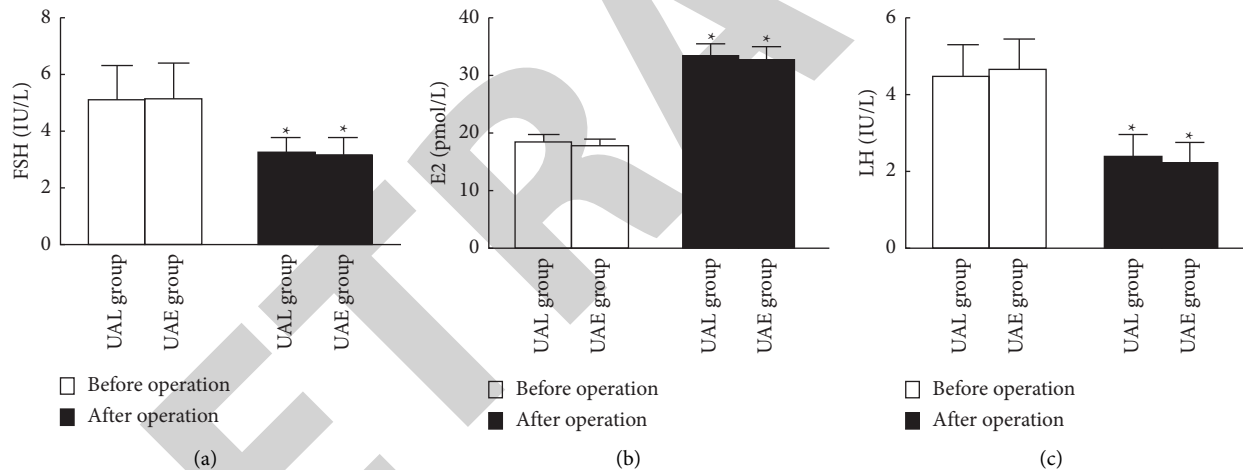 FSH (IU/L)
8
6
4
2
0
* *
UAL group
UAE group
UAL group
UAE group
Before operation
After operation
(a)
E2 (pmol/L)
40
30
20
10
0
* *
UAL group
UAE group
UAL group
UAE group
Before operation
After operation
(b)
LH (IU/L)
6
4
2
0
* *
UAL group
UAE group
UAL group
UAE group
Before operation
After operation
(c)
ETRA